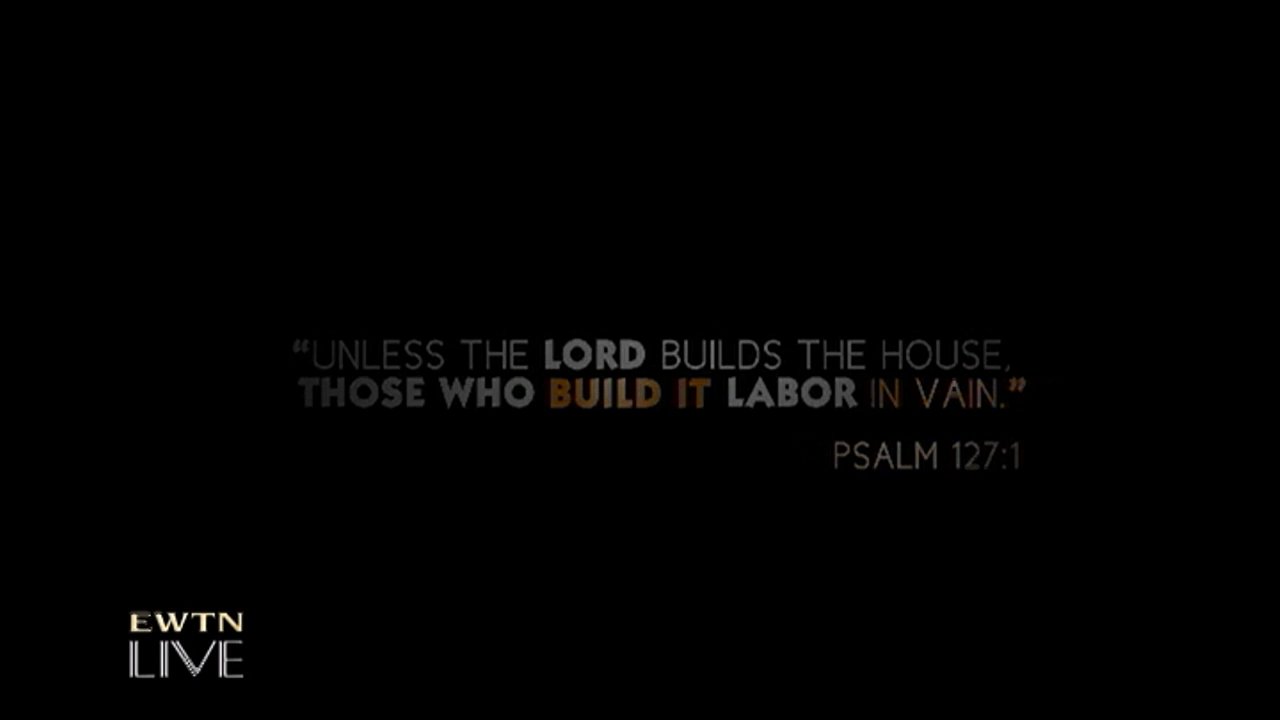 “UNLESS THE LORD BUILDS THE HOUSE,
THOSE WHO BUILD IT LABOR IN VAIN.”
PSALM 127:1
EWTN
LIVE